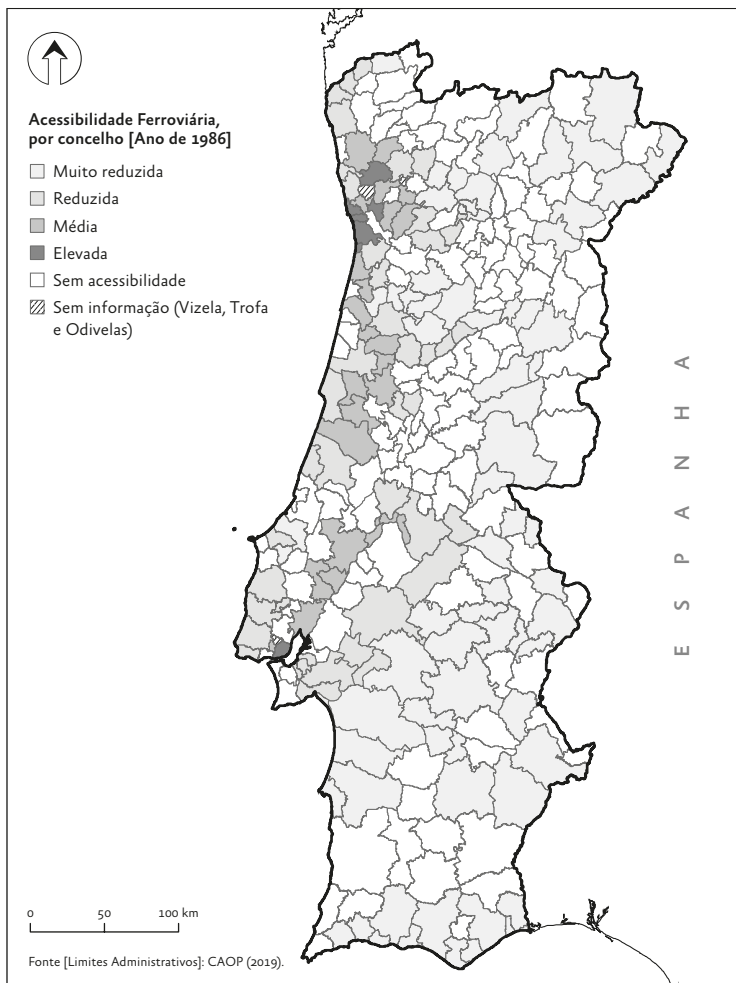 Acessibilidade Ferroviária,
por concelho [Ano de 1986]
Muito reduzida
Reduzida
Média
Elevada
Sem acessibilidade
Sem informação (Vizela, Trofa
e Odivelas)
ESPANHA
0 50 100 km
Fonte [Limites Administrativos]: CAOP (2019).